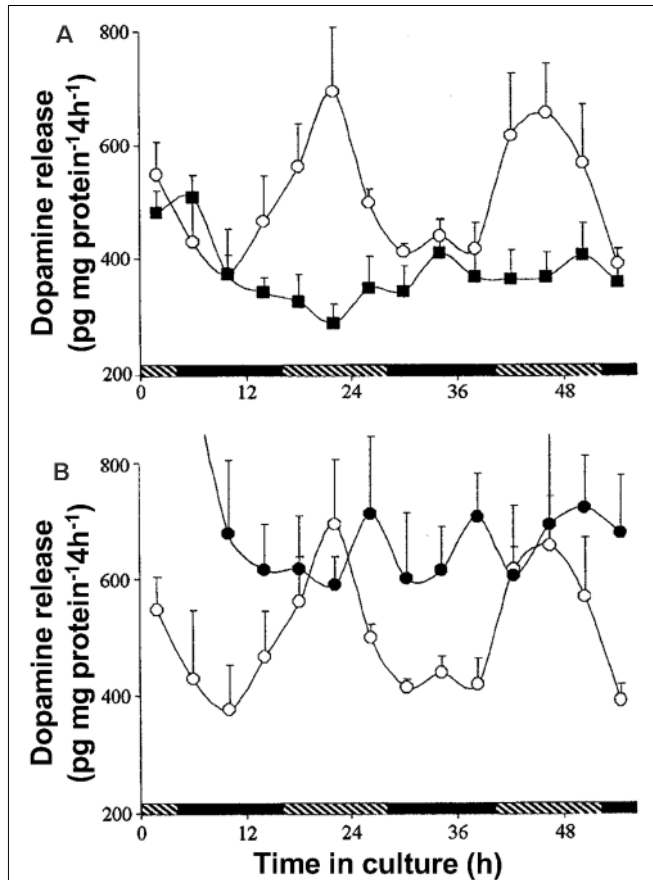 A
Dopamine release
(pg mg protein⁻¹4h⁻¹)
800
600
400
200
0
12
24
36
48
B
Dopamine release
(pg mg protein⁻¹4h⁻¹)
800
600
400
200
0
12
24
36
48
Time in culture (h)